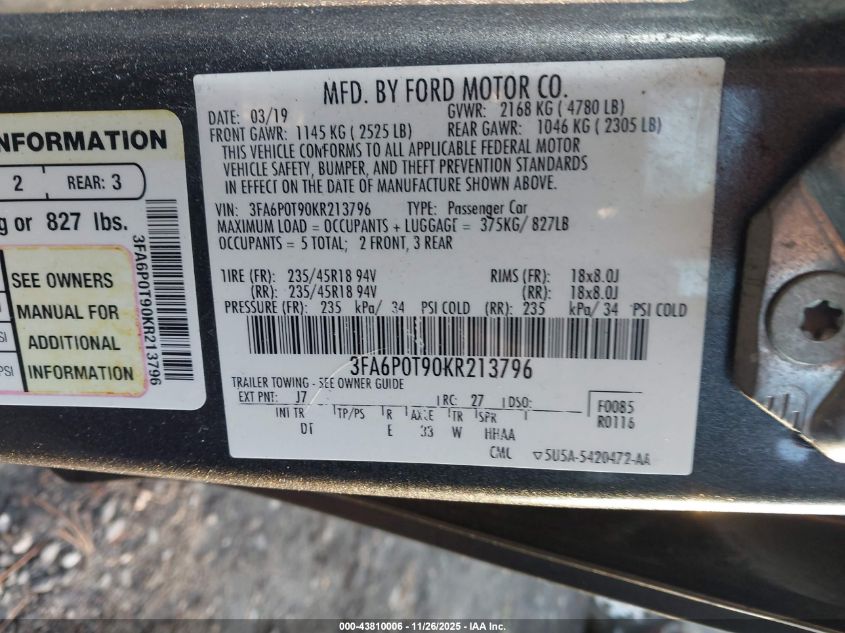 INFORMATION
2 REAR: 3
g or 827 lbs.
SEE OWNERS
MANUAL FOR
ADDITIONAL
INFORMATION
PSI
3FA6P0T90KR213796
MFD. BY FORD MOTOR CO.
DATE: 03/19 GVWR: 2168 KG ( 4780 LB)
FRONT GAWR: 1145 KG ( 2525 LB) REAR GAWR: 1046 KG ( 2305 LB)
THIS VEHICLE CONFORMS TO ALL APPLICABLE FEDERAL MOTOR
VEHICLE SAFETY, BUMPER, AND THEFT PREVENTION STANDARDS
IN EFFECT ON THE DATE OF MANUFACTURE SHOWN ABOVE.
VIN: 3FA6P0T90KR213796 TYPE: Passenger Car
MAXIMUM LOAD = OCCUPANTS + LUGGAGE = 375KG/ 827LB
OCCUPANTS = 5 TOTAL; 2 FRONT, 3 REAR
TIRE (FR): 235/45R18 94V RIMS (FR): 18x8.0J
(RR): 235/45R18 94V (RR): 18x8.0J
PRESSURE (FR): 235 kPa/ 34 PSI COLD (RR): 235 kPa/ 34 PSI COLD
3FA6P0T90KR213796
TRAILER TOWING - SEE OWNER GUIDE
EXT PNT: J7 RC: 27 DSO:
F0085
R0116
INT TR TP/PS R AXLE TR SPR
DT E 33 W HHAA
CMC 5U5A-5420472-AA
000-43810006 - 11/26/2025 - IAA Inc.